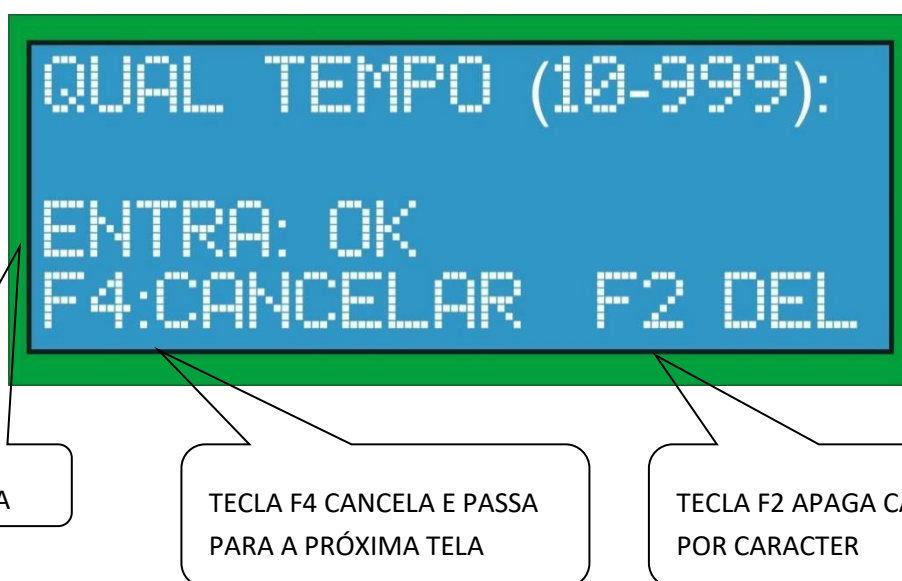 QUAL TEMPO (10-999):
ENTRA: OK
F4:CANCELAR F2 DEL
TECLA F4 CANCELA E PASSA
PARA A PRÓXIMA TELA
TECLA F2 APAGA
POR CARACTER